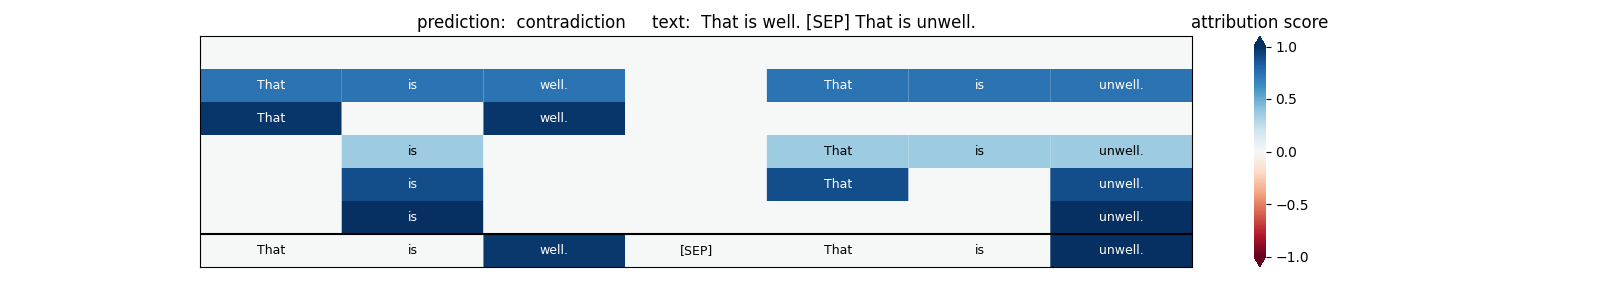 prediction:  contradiction     text:  That is well. [SEP] That is unwell.
attribution score
That is well. That is unwell.
That well.
is That is unwell.
is That unwell.
is unwell.
That is well. [SEP] That is unwell.
1.0
0.5
0.0
−0.5
−1.0